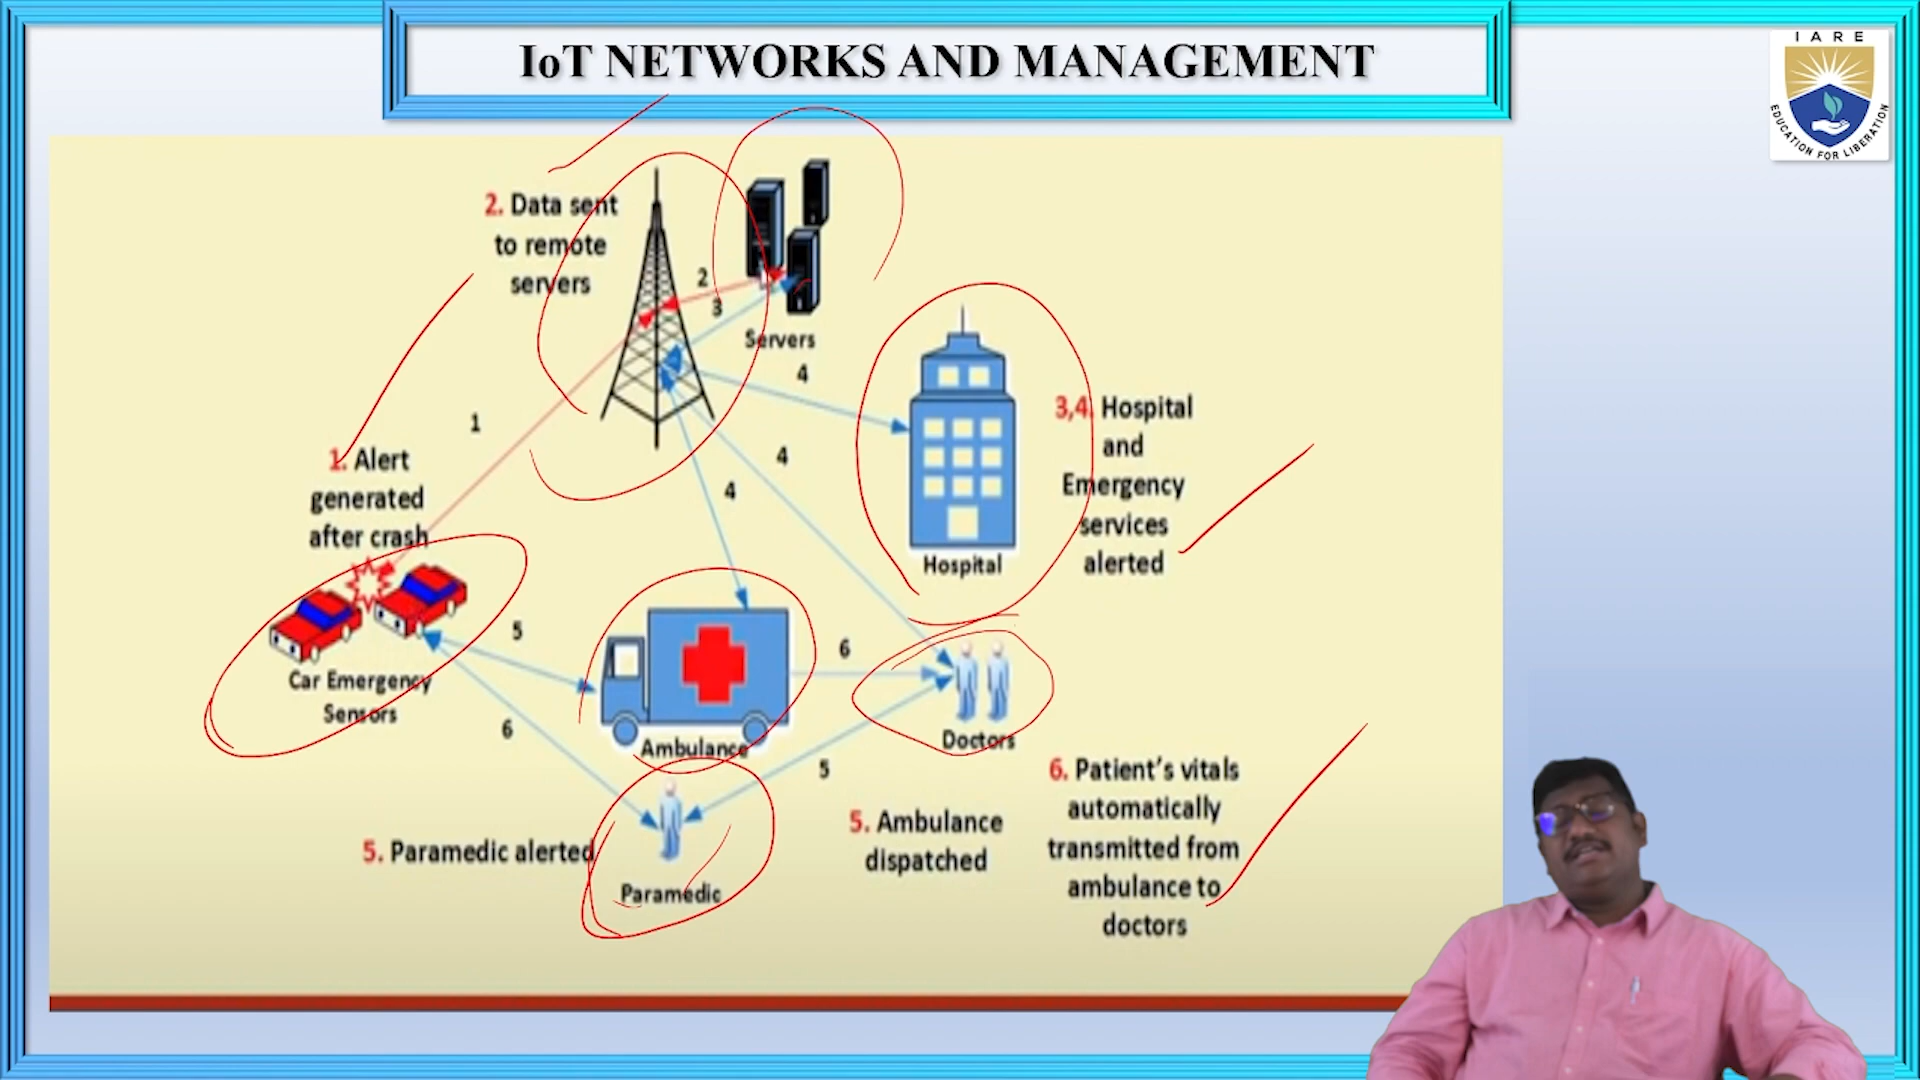 IoT NETWORKS AND MANAGEMENT
IARE
EDUCATION FOR LIBERATION
2. Data sent
to remote
servers
2
3
Servers
4
1
4
4
3,4. Hospital
and
Emergency
services
alerted
1. Alert
generated
after crash
Hospital
5
6
Car Emergency
Sensors
6
Ambulance
Doctors
5
5. Paramedic alerted
Paramedic
5. Ambulance
dispatched
6. Patient's vitals
automatically
transmitted from
ambulance to
doctors